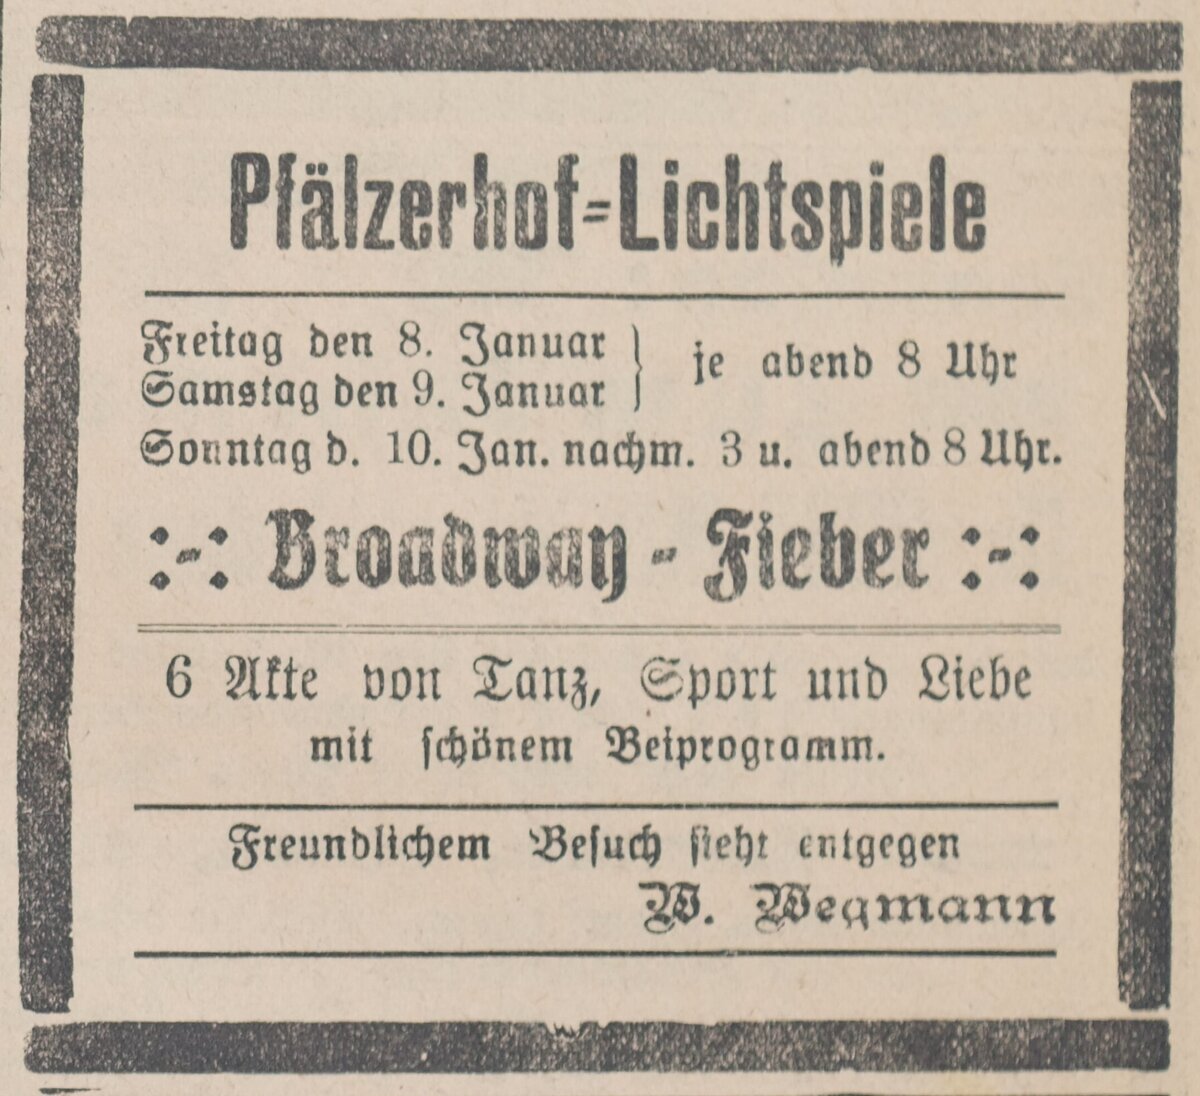 Pfälzerhof=Lichtspiele
Freitag den 8. Januar } je abend 8 Uhr
Samstag den 9. Januar
Sonntag d. 10. Jan. nachm. 3 u. abend 8 Uhr.
:-: Broadway - Fieber :-:
6 Akte von Tanz, Sport und Liebe
mit schönem Beiprogramm.
Freundlichem Besuch sieht entgegen
W. Wegmann